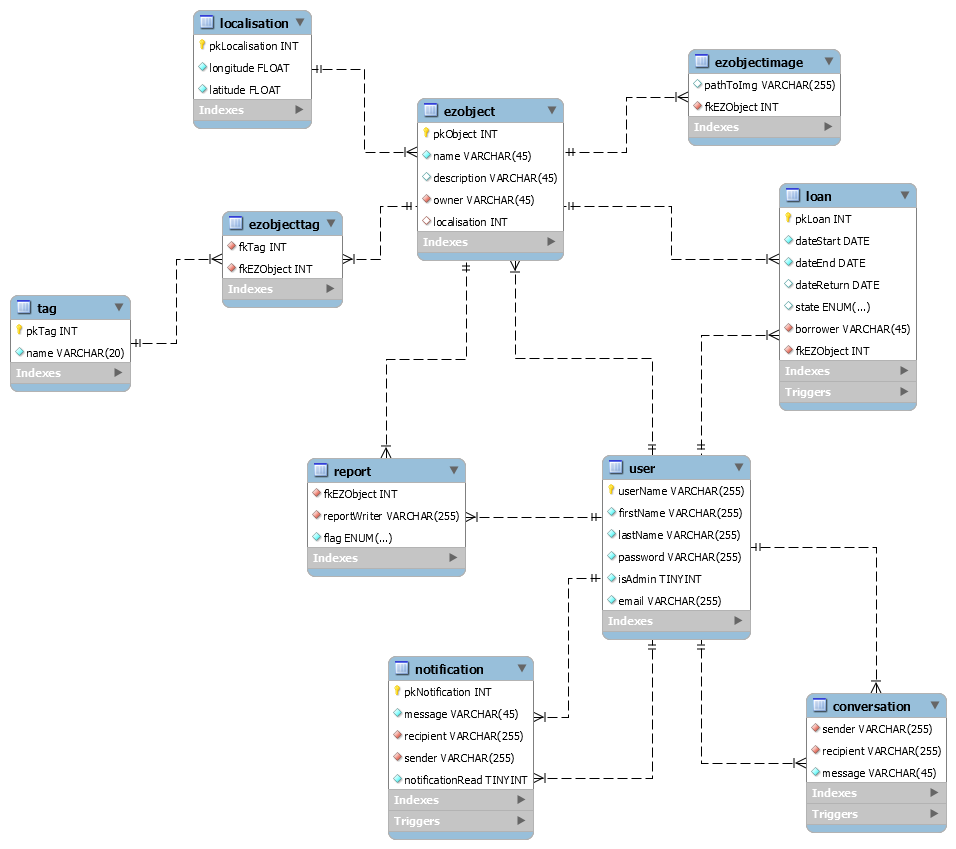 localisation
pkLocalisation INT
longitude FLOAT
latitude FLOAT
Indexes
ezobjectimage
pathToImg VARCHAR(255)
fkEZObject INT
Indexes
ezobject
pkObject INT
name VARCHAR(45)
description VARCHAR(45)
owner VARCHAR(45)
localisation INT
Indexes
loan
pkLoan INT
dateStart DATE
dateEnd DATE
dateReturn DATE
state ENUM(...)
borrower VARCHAR(45)
fkEZObject INT
Indexes
Triggers
ezobjecttag
fkTag INT
fkEZObject INT
Indexes
tag
pkTag INT
name VARCHAR(20)
Indexes
report
fkEZObject INT
reportWriter VARCHAR(255)
flag ENUM(...)
Indexes
user
userName VARCHAR(255)
firstName VARCHAR(255)
lastName VARCHAR(255)
password VARCHAR(255)
isAdmin TINYINT
email VARCHAR(255)
Indexes
notification
pkNotification INT
message VARCHAR(45)
recipient VARCHAR(255)
sender VARCHAR(255)
notificationRead TINYINT
Indexes
Triggers
conversation
sender VARCHAR(255)
recipient VARCHAR(255)
message VARCHAR(45)
Indexes
Triggers